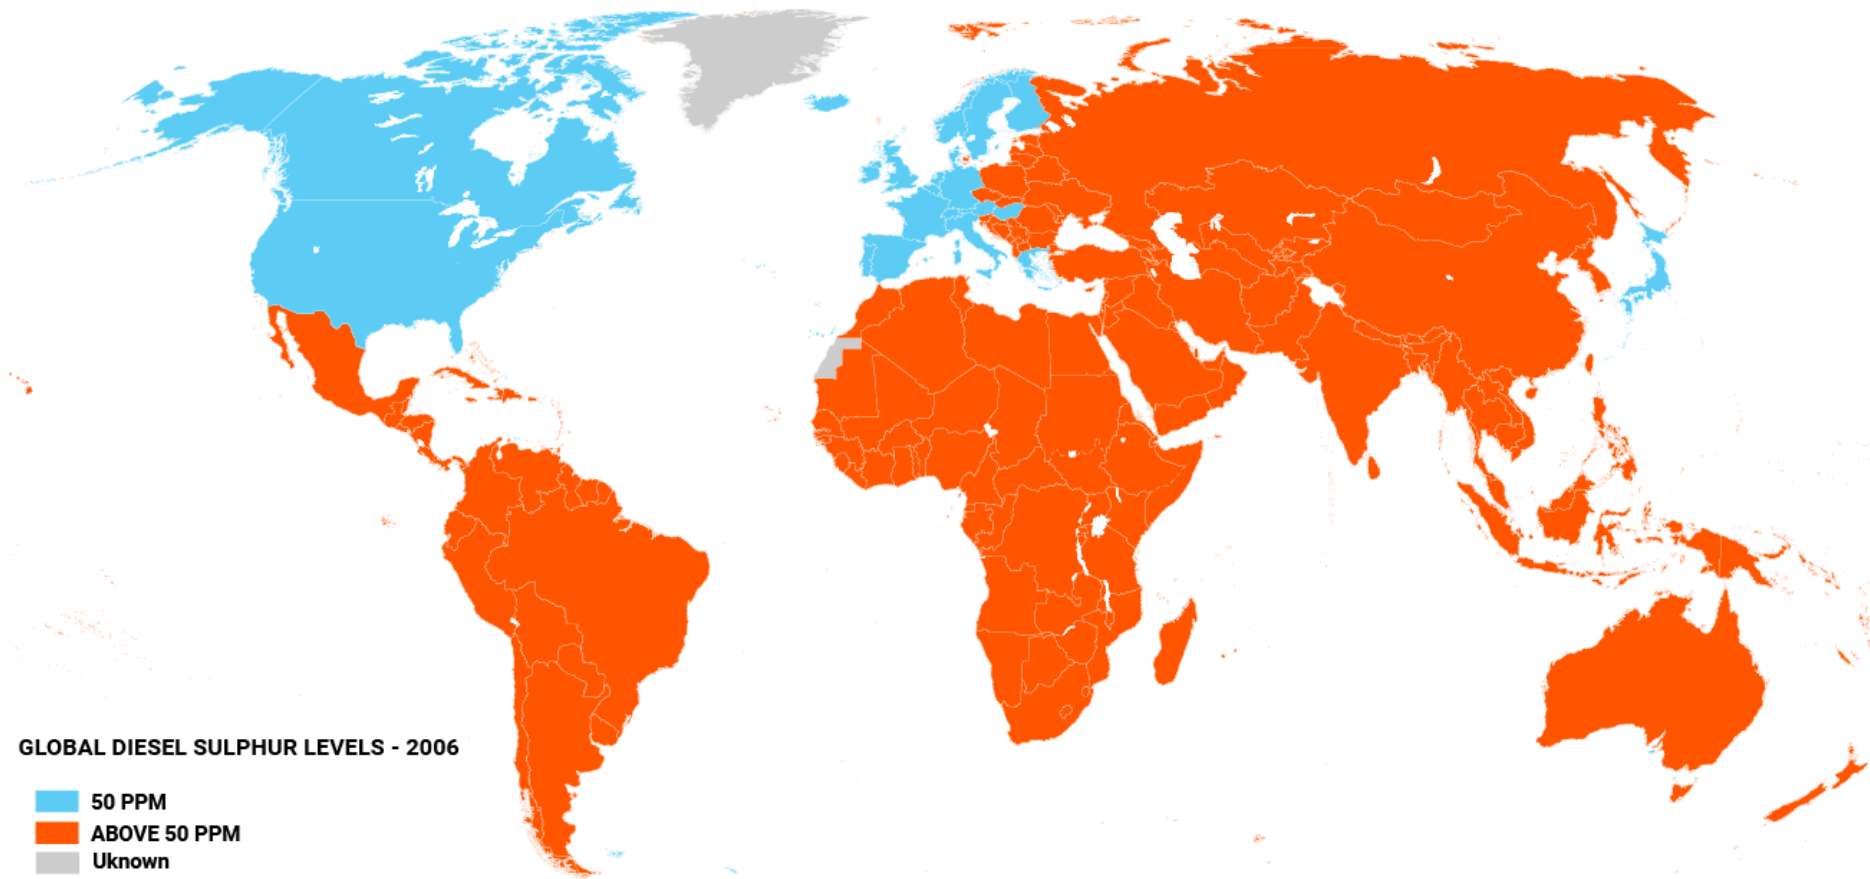 GLOBAL DIESEL SULPHUR LEVELS - 2006
50 PPM
ABOVE 50 PPM
Uknown